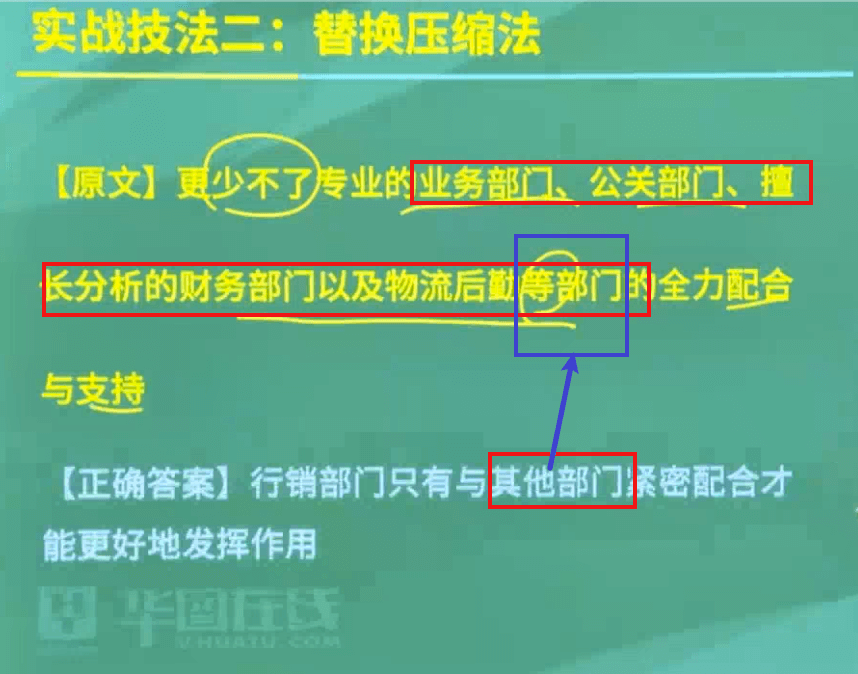 实战技法二：替换压缩法
【原文】更少不了专业的业务部门、公关部门、擅
长分析的财务部门以及物流后勤等部门的全力配合
与支持
【正确答案】行销部门只有与其他部门紧密配合才
能更好地发挥作用
华图在线
V.HUATU.COM